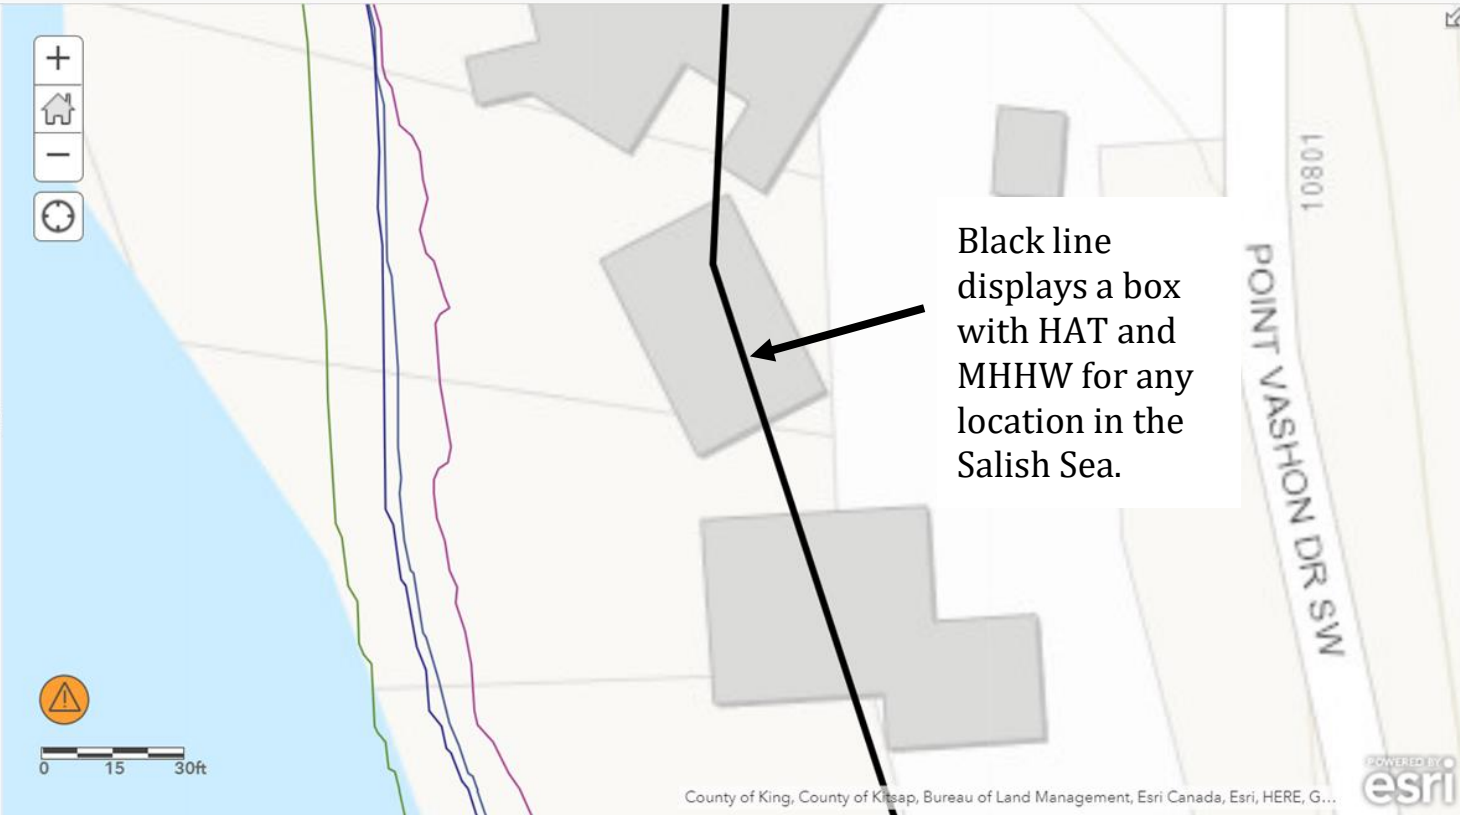 +
−
10801
Black line
displays a box
with HAT and
MHHW for any
location in the
Salish Sea.
POINT VASHON DR SW
0 15 30ft
County of King, County of Kitsap, Bureau of Land Management, Esri Canada, Esri, HERE, G...
POWERED BY
esri